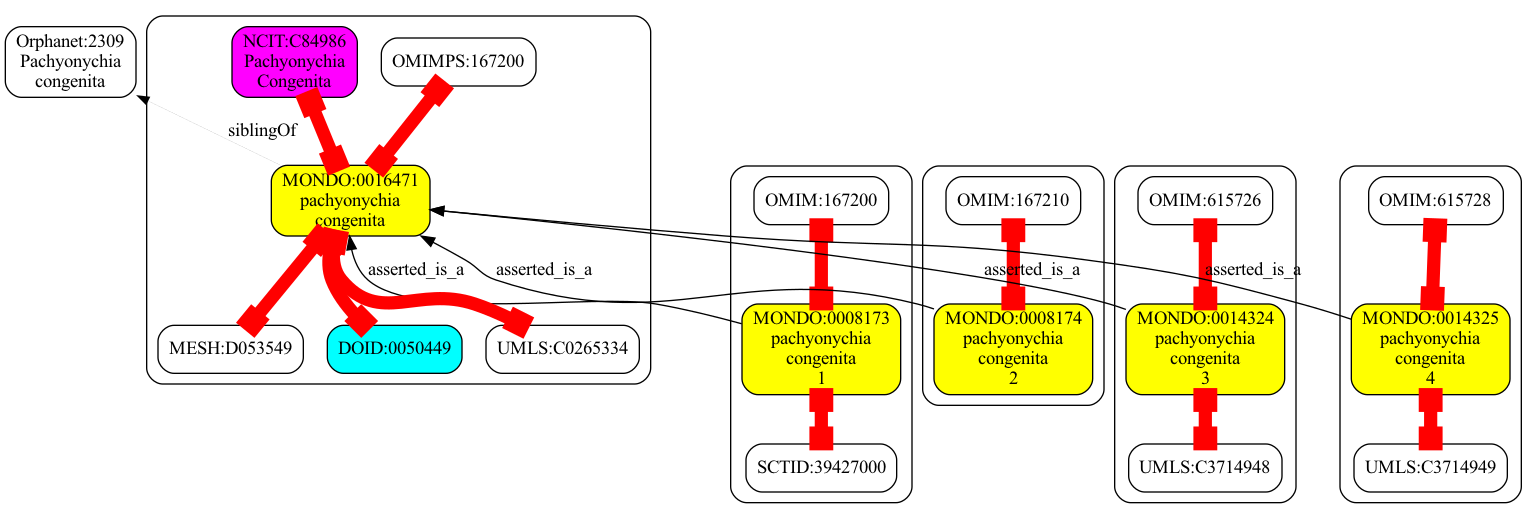 Orphanet:2309
Pachyonychia
congenita
NCIT:C84986
Pachyonychia
Congenita
OMIMPS:167200
siblingOf
MONDO:0016471
pachyonychia
congenita
MESH:D053549
DOID:0050449
UMLS:C0265334
asserted_is_a
asserted_is_a
asserted_is_a
asserted_is_a
OMIM:167200
MONDO:0008173
pachyonychia
congenita
1
SCTID:39427000
OMIM:167210
MONDO:0008174
pachyonychia
congenita
2
OMIM:615726
MONDO:0014324
pachyonychia
congenita
3
UMLS:C3714948
OMIM:615728
MONDO:0014325
pachyonychia
congenita
4
UMLS:C3714949